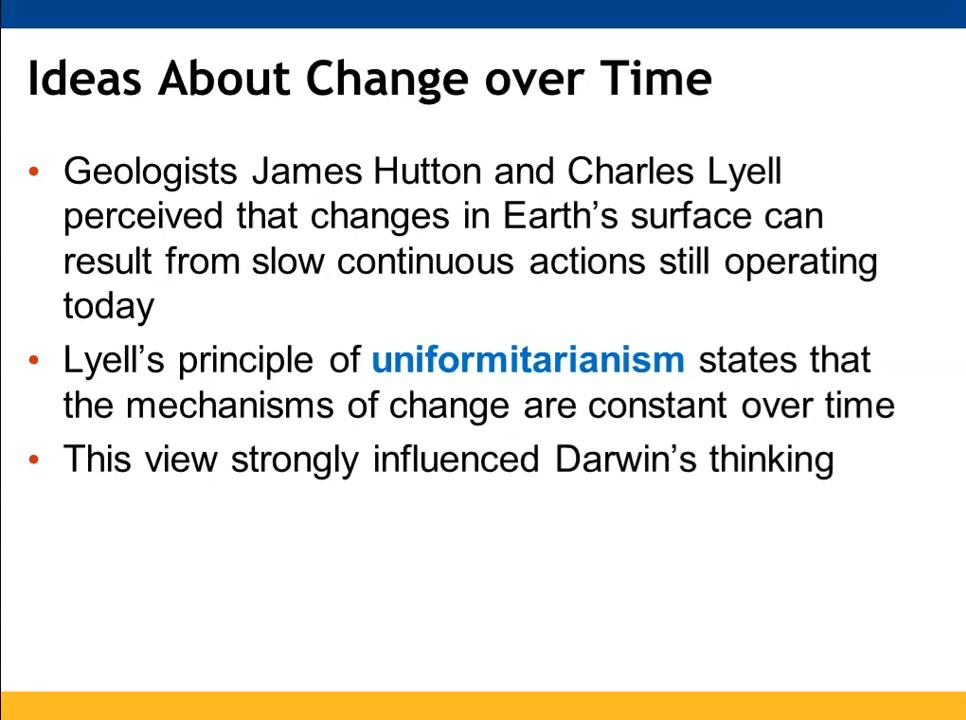 Ideas About Change over Time
• Geologists James Hutton and Charles Lyell
perceived that changes in Earth’s surface can
result from slow continuous actions still operating
today
• Lyell’s principle of uniformitarianism states that
the mechanisms of change are constant over time
• This view strongly influenced Darwin’s thinking